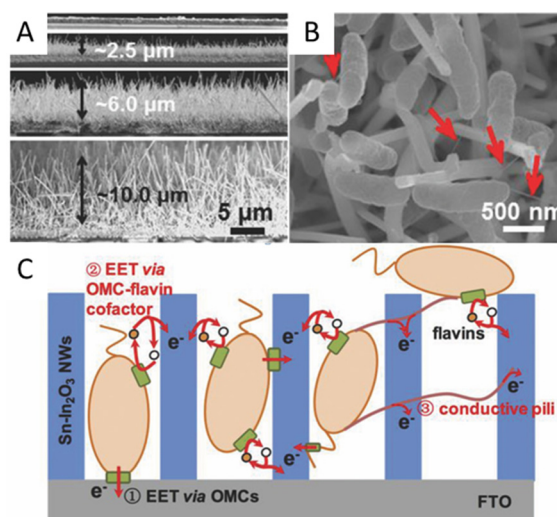 A
~2.5 μm
~6.0 μm
~10.0 μm
5 μm
B
500 nm
C
② EET via
OMC-flavin
cofactor
Sn-In₂O₃ NWs
e⁻
e⁻
e⁻
flavins
e⁻
e⁻
③ conductive pili
e⁻
e⁻
e⁻
① EET via OMCs
FTO